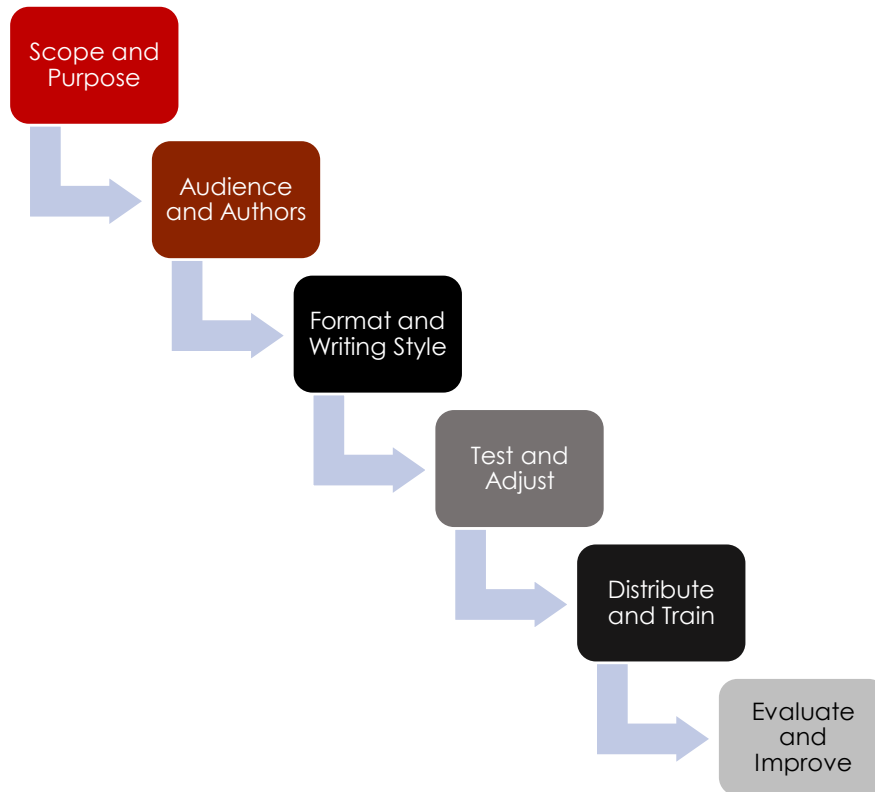 Scope and
Purpose
Audience
and Authors
Format and
Writing Style
Test and
Adjust
Distribute
and Train
Evaluate
and
Improve